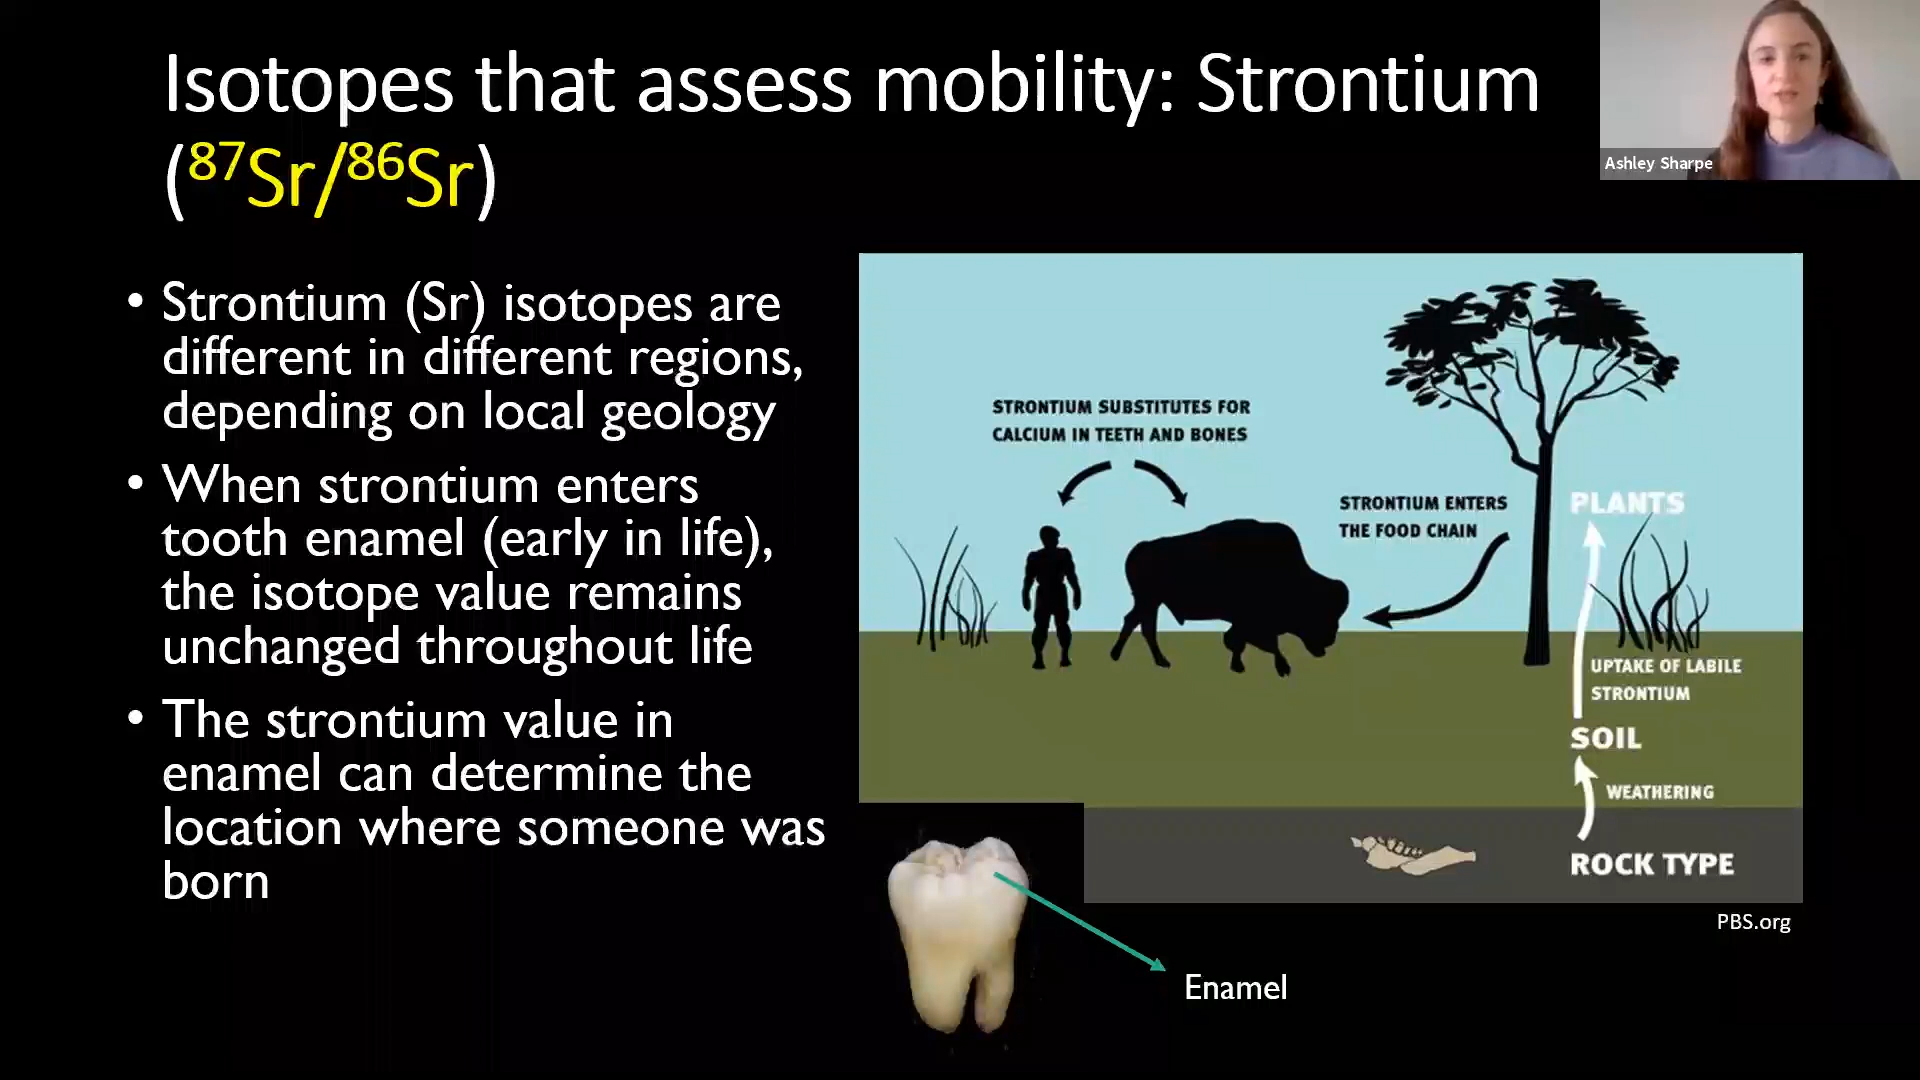 Isotopes that assess mobility: Strontium
(⁸⁷Sr/⁸⁶Sr)
Ashley Sharpe
• Strontium (Sr) isotopes are
different in different regions,
depending on local geology
• When strontium enters
tooth enamel (early in life),
the isotope value remains
unchanged throughout life
• The strontium value in
enamel can determine the
location where someone was
born
STRONTIUM SUBSTITUTES FOR
CALCIUM IN TEETH AND BONES
STRONTIUM ENTERS
THE FOOD CHAIN
PLANTS
UPTAKE OF LABILE
STRONTIUM
SOIL
WEATHERING
ROCK TYPE
PBS.org
Enamel